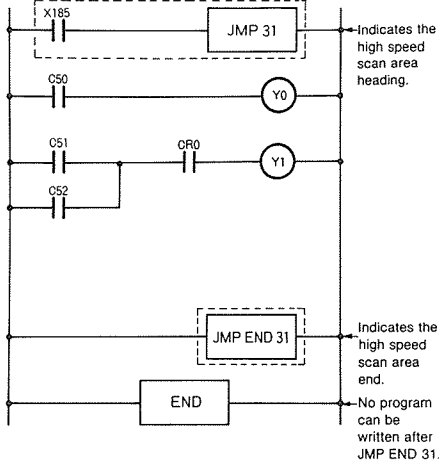 X185
JMP 31
Indicates the
high speed
scan area
heading.
C50
Y0
C51
CR0
Y1
C52
JMP END 31
Indicates the
high speed
scan area
end.
END
No program
can be
written after
JMP END 31.